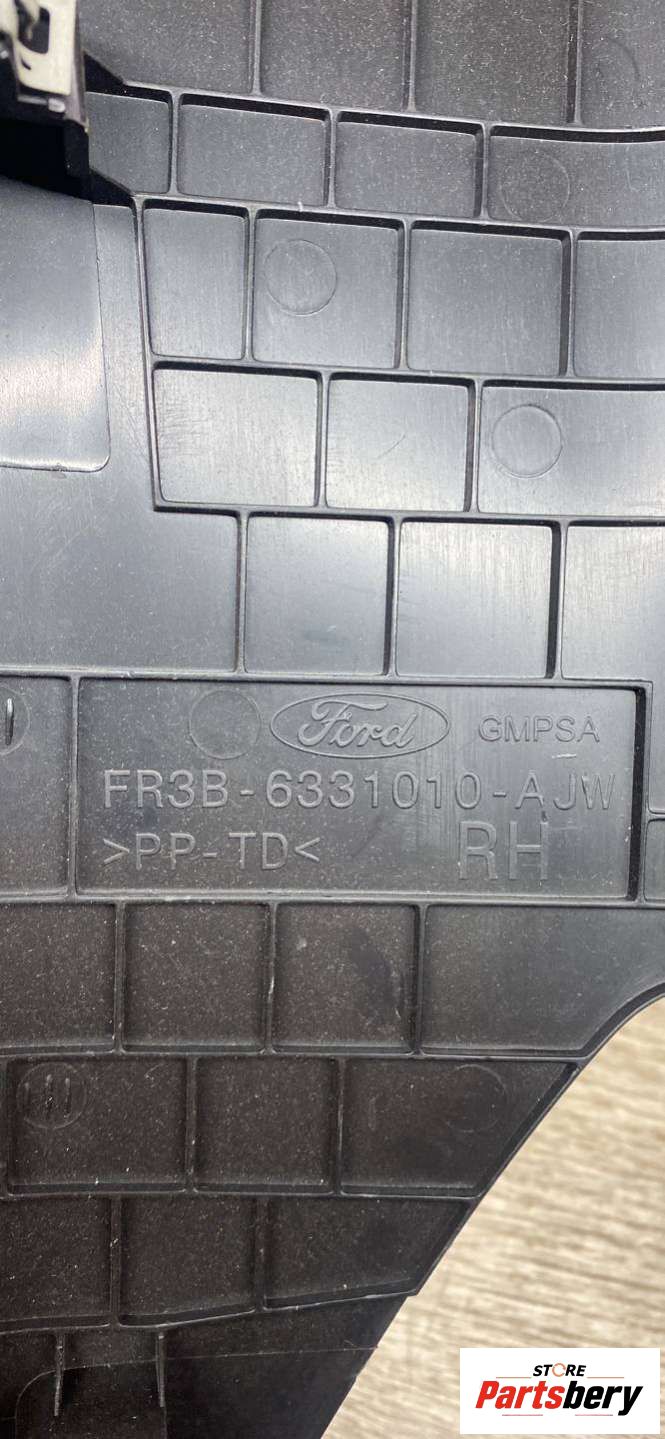 Ford GMPSA
FR3B-6331010-AJW
>PP-TD< RH
STORE
Partsbery